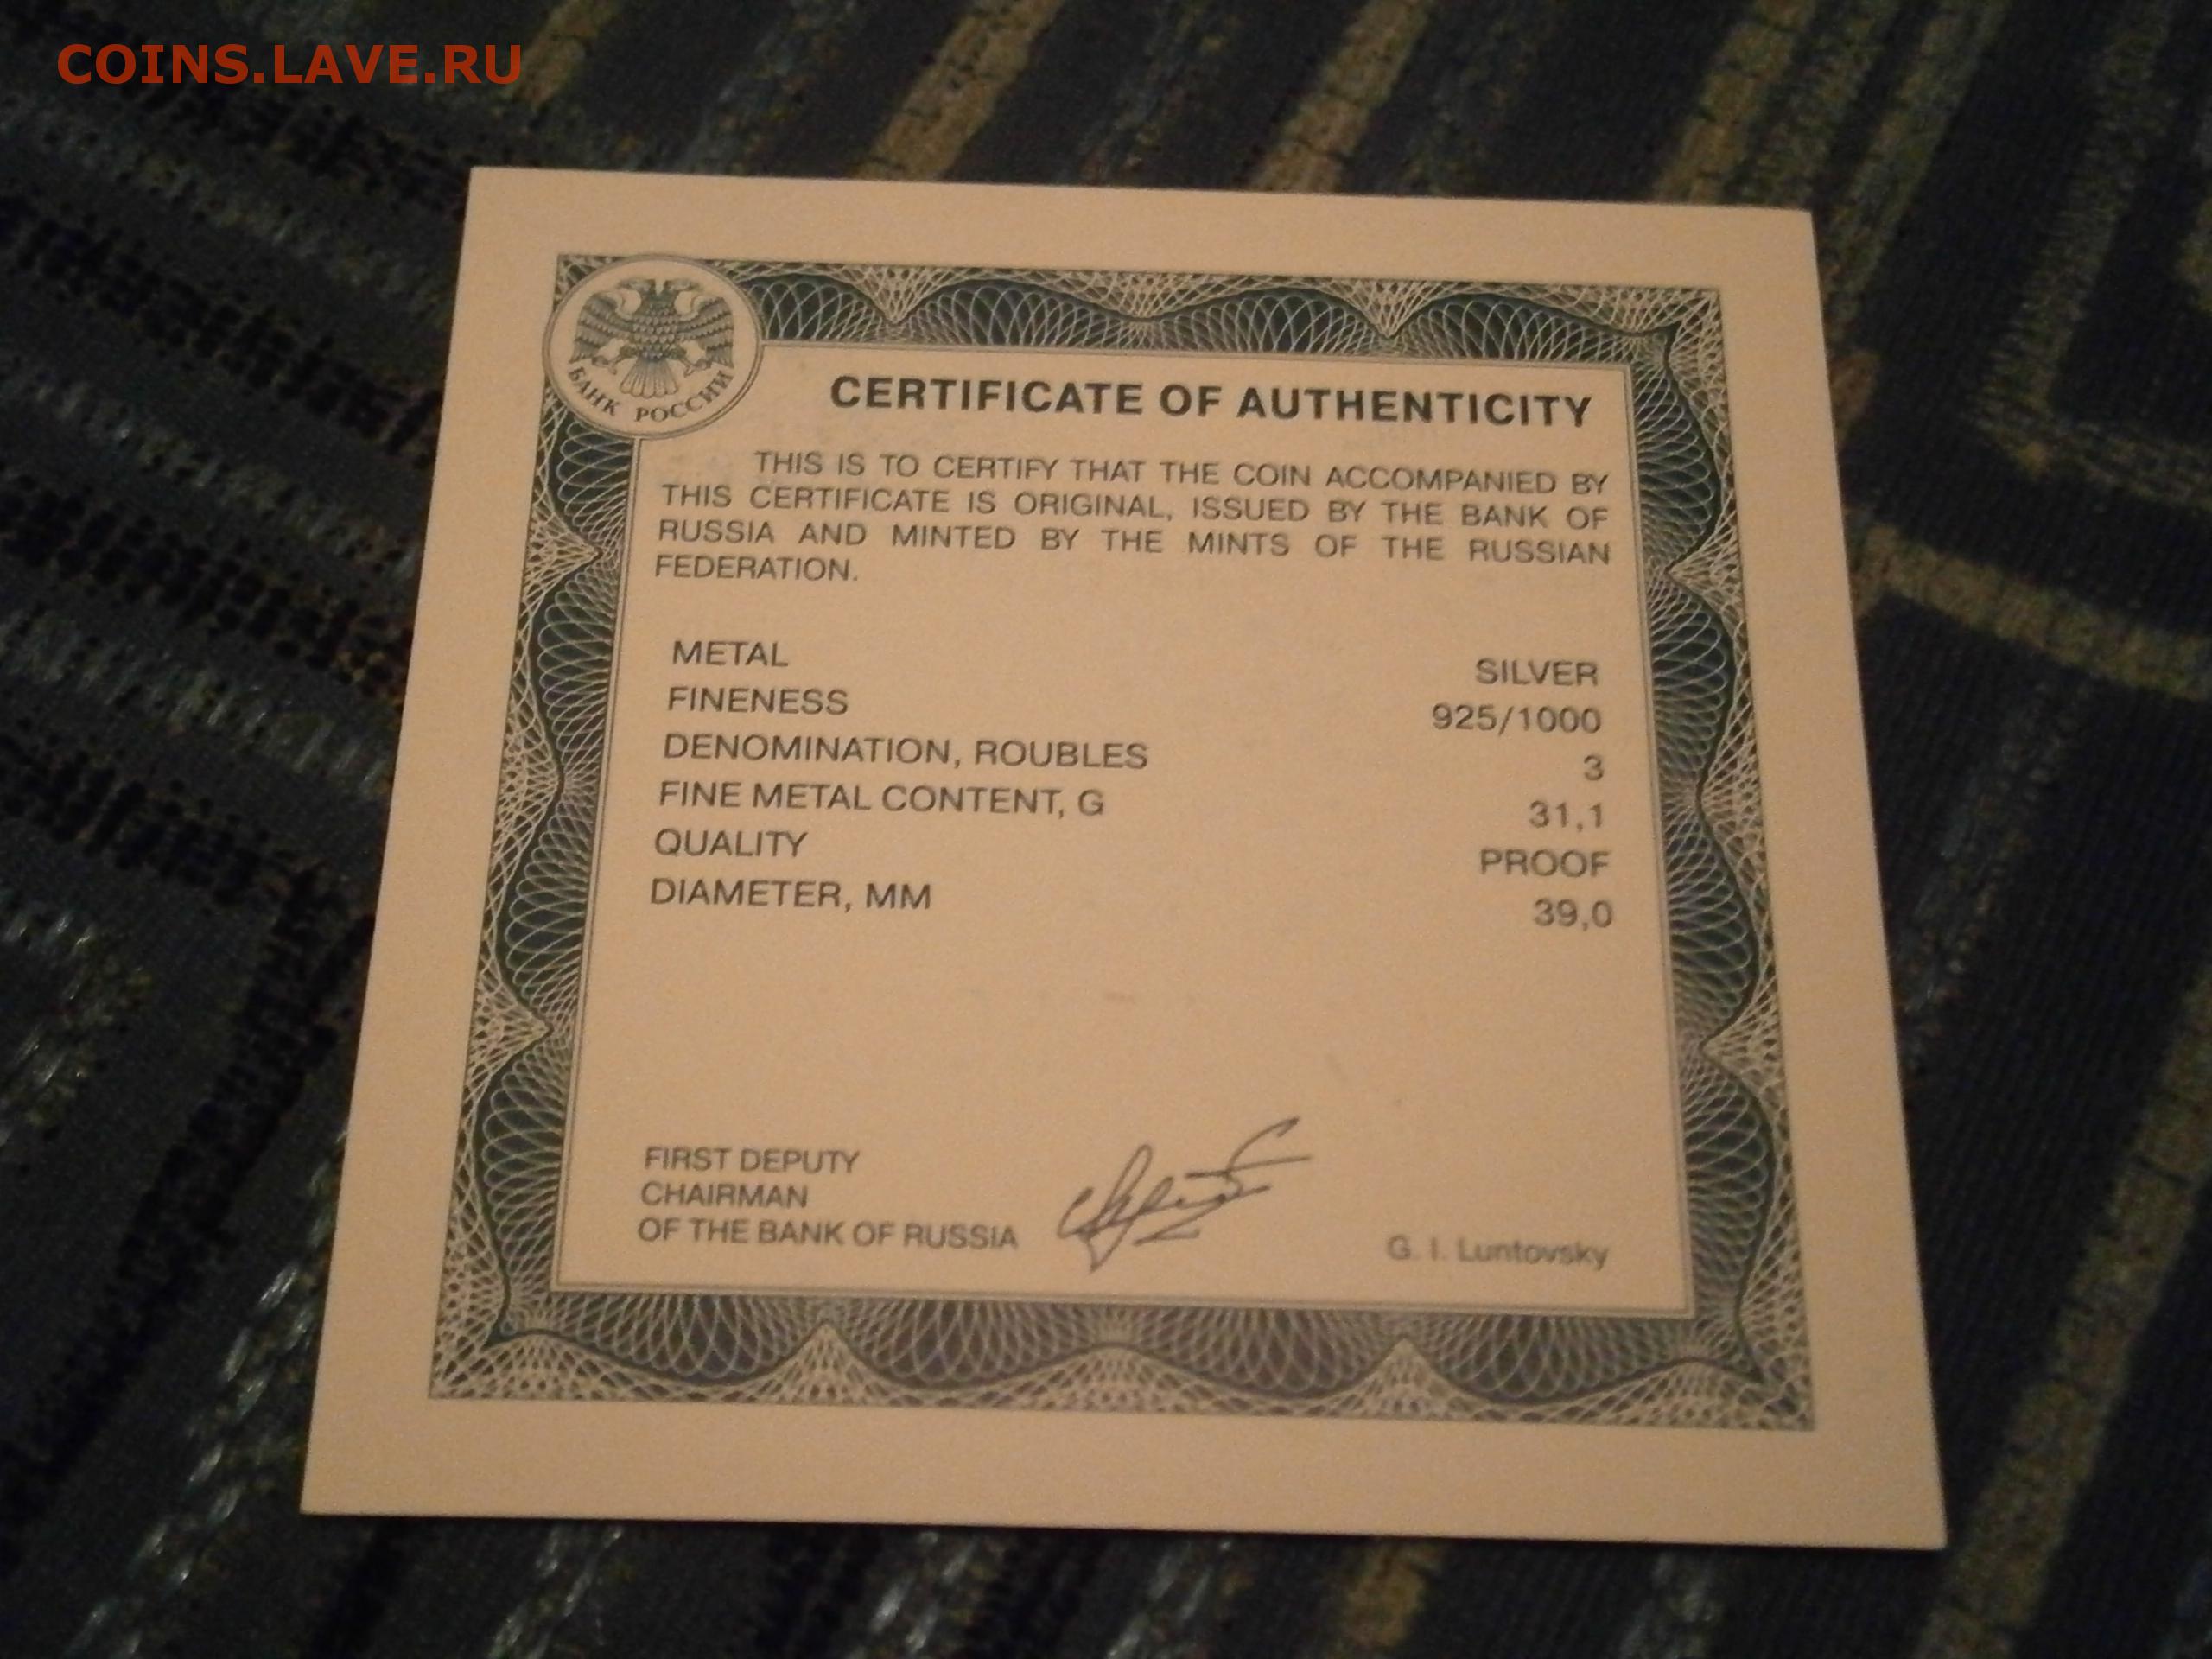 COINS.LAVE.RU
БАНК РОССИИ
CERTIFICATE OF AUTHENTICITY
THIS IS TO CERTIFY THAT THE COIN ACCOMPANIED BY
THIS CERTIFICATE IS ORIGINAL, ISSUED BY THE BANK OF
RUSSIA AND MINTED BY THE MINTS OF THE RUSSIAN
FEDERATION.
METAL SILVER
FINENESS 925/1000
DENOMINATION, ROUBLES 3
FINE METAL CONTENT, G 31,1
QUALITY PROOF
DIAMETER, MM 39,0
FIRST DEPUTY
CHAIRMAN
OF THE BANK OF RUSSIA
G. I. Luntovsky